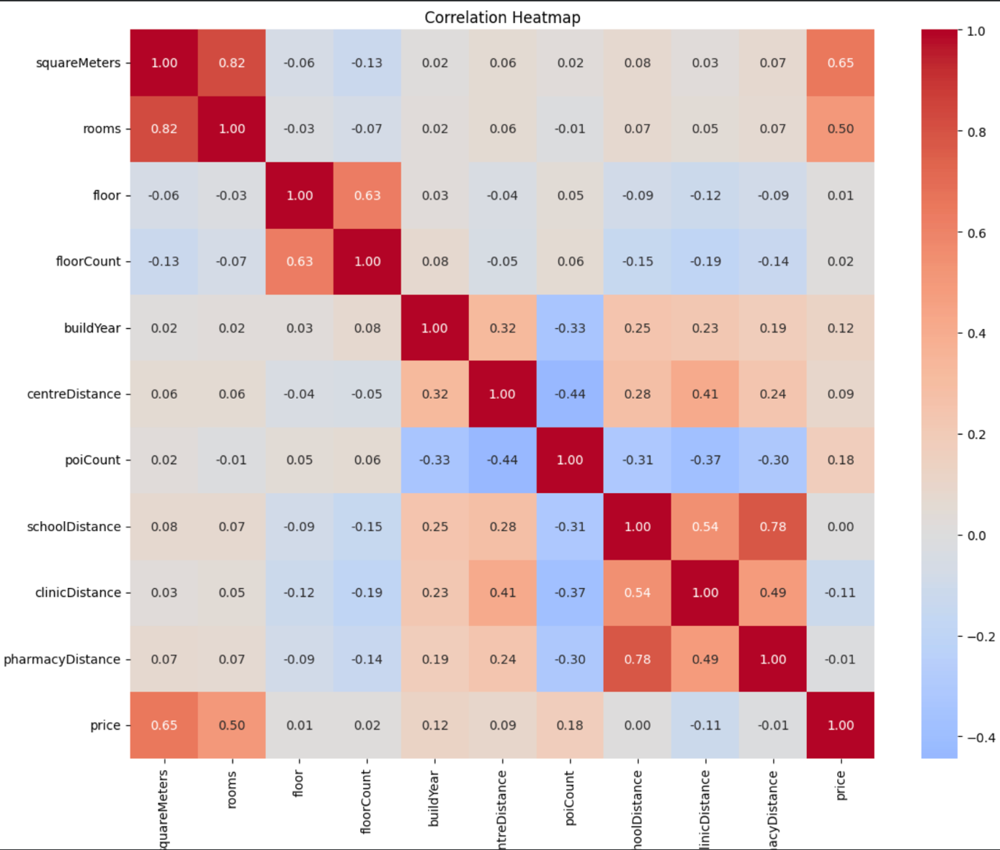 Correlation Heatmap
squareMeters 1.00 0.82 -0.06 -0.13 0.02 0.06 0.02 0.08 0.03 0.07 0.65
rooms 0.82 1.00 -0.03 -0.07 0.02 0.06 -0.01 0.07 0.05 0.07 0.50
floor -0.06 -0.03 1.00 0.63 0.03 -0.04 0.05 -0.09 -0.12 -0.09 0.01
floorCount -0.13 -0.07 0.63 1.00 0.08 -0.05 0.06 -0.15 -0.19 -0.14 0.02
buildYear 0.02 0.02 0.03 0.08 1.00 0.32 -0.33 0.25 0.23 0.19 0.12
centreDistance 0.06 0.06 -0.04 -0.05 0.32 1.00 -0.44 0.28 0.41 0.24 0.09
poiCount 0.02 -0.01 0.05 0.06 -0.33 -0.44 1.00 -0.31 -0.37 -0.30 0.18
schoolDistance 0.08 0.07 -0.09 -0.15 0.25 0.28 -0.31 1.00 0.54 0.78 0.00
clinicDistance 0.03 0.05 -0.12 -0.19 0.23 0.41 -0.37 0.54 1.00 0.49 -0.11
pharmacyDistance 0.07 0.07 -0.09 -0.14 0.19 0.24 -0.30 0.78 0.49 1.00 -0.01
price 0.65 0.50 0.01 0.02 0.12 0.09 0.18 0.00 -0.11 -0.01 1.00
squareMeters
rooms
floor
floorCount
buildYear
ntreDistance
poiCount
hoolDistance
linicDistance
nacyDistance
price
1.0
0.8
0.6
0.4
0.2
0.0
−0.2
−0.4